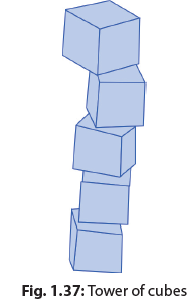 Fig. 1.37: Tower of cubes